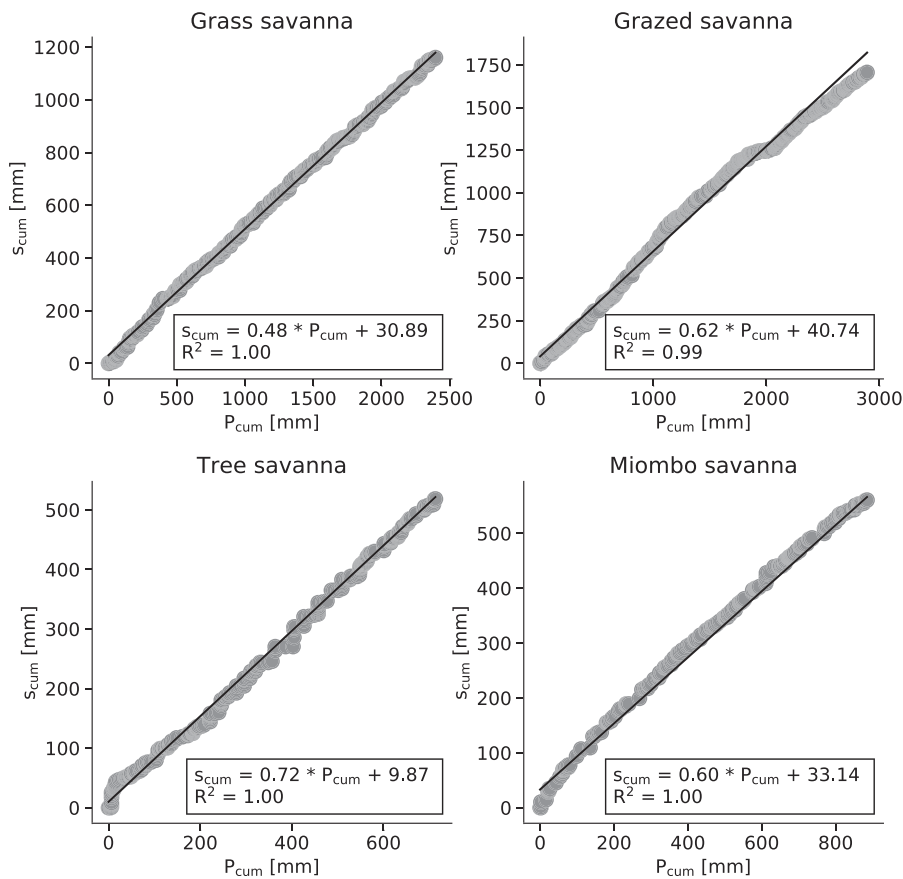 Grass savanna
1200
1000
800
600
400
200
0
s_cum [mm]
s_cum = 0.48 * P_cum + 30.89
R² = 1.00
0 500 1000 1500 2000 2500
P_cum [mm]
Grazed savanna
1750
1500
1250
1000
750
500
250
0
s_cum [mm]
s_cum = 0.62 * P_cum + 40.74
R² = 0.99
0 1000 2000 3000
P_cum [mm]
Tree savanna
500
400
300
200
100
0
s_cum [mm]
s_cum = 0.72 * P_cum + 9.87
R² = 1.00
0 200 400 600
P_cum [mm]
Miombo savanna
500
400
300
200
100
0
s_cum [mm]
s_cum = 0.60 * P_cum + 33.14
R² = 1.00
0 200 400 600 800
P_cum [mm]